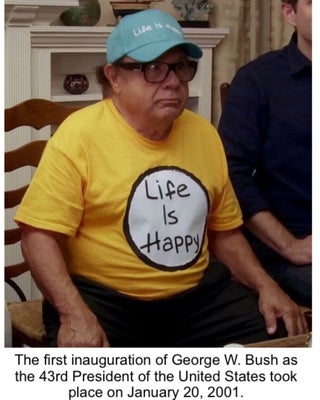 Life is
Life
Is
Happy
The first inauguration of George W. Bush as
the 43rd President of the United States took
place on January 20, 2001.